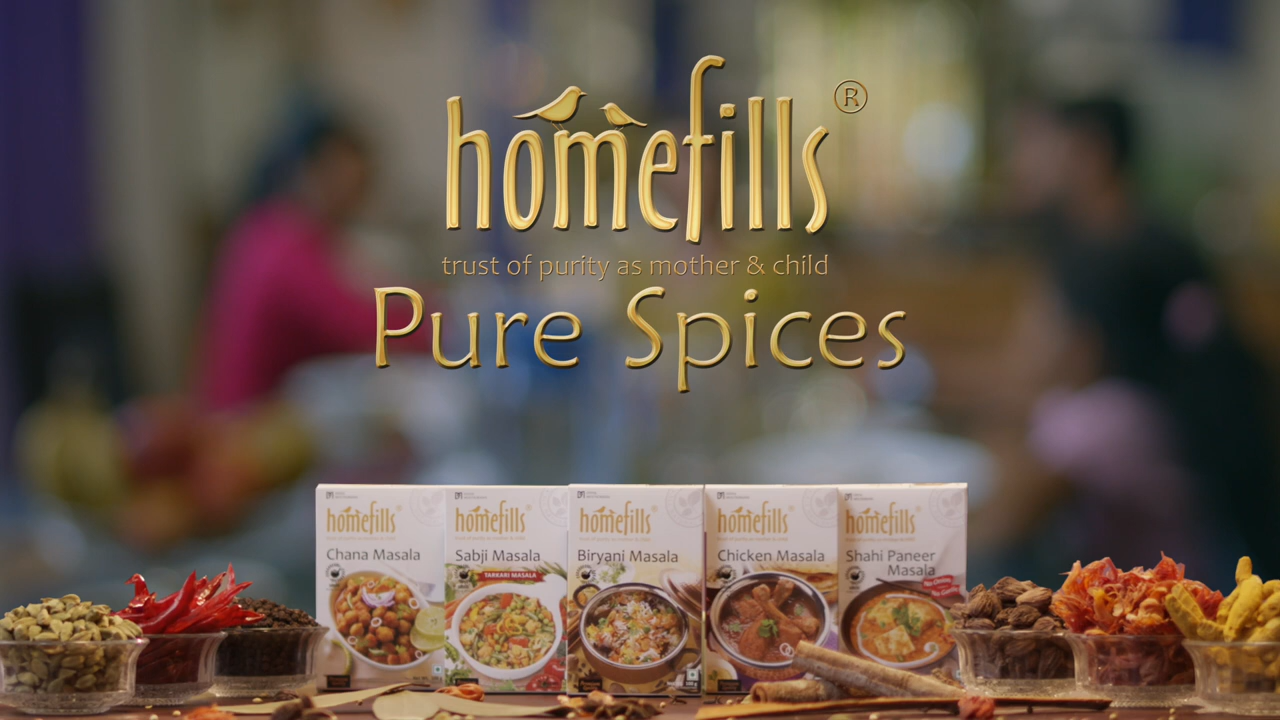 homefills®
trust of purity as mother & child
Pure Spices
homefills®
Chana Masala
homefills®
Sabji Masala
TARKARI MASALA
homefills®
Biryani Masala
homefills®
Chicken Masala
homefills®
Shahi Paneer
Masala